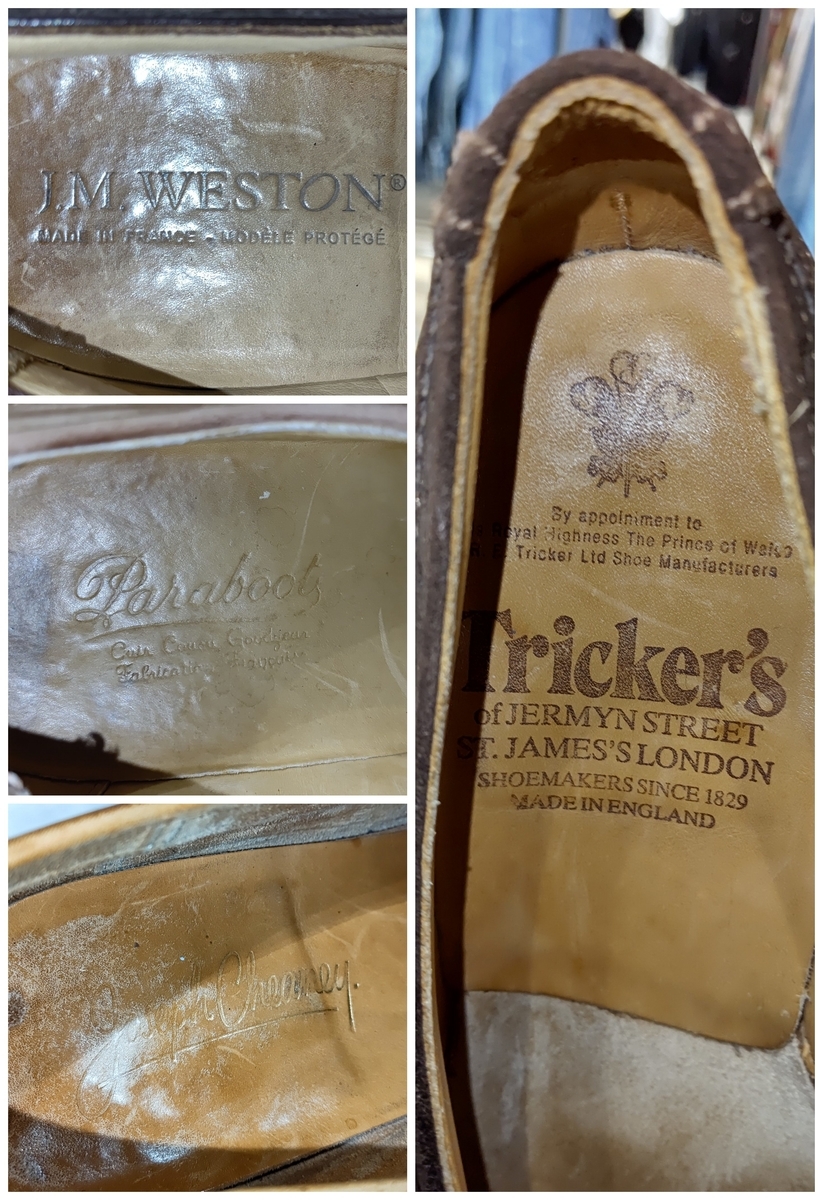 J.M. WESTON®
MADE IN FRANCE - MODÈLE PROTÉGÉ
Paraboot
Cuir Cousu Goodyear
Fabrication Française
Joseph Cheaney
By appointment to
Royal Highness The Prince of Wales
R. E. Tricker Ltd Shoe Manufacturers
Tricker's
of JERMYN STREET
ST. JAMES'S LONDON
SHOEMAKERS SINCE 1829
MADE IN ENGLAND